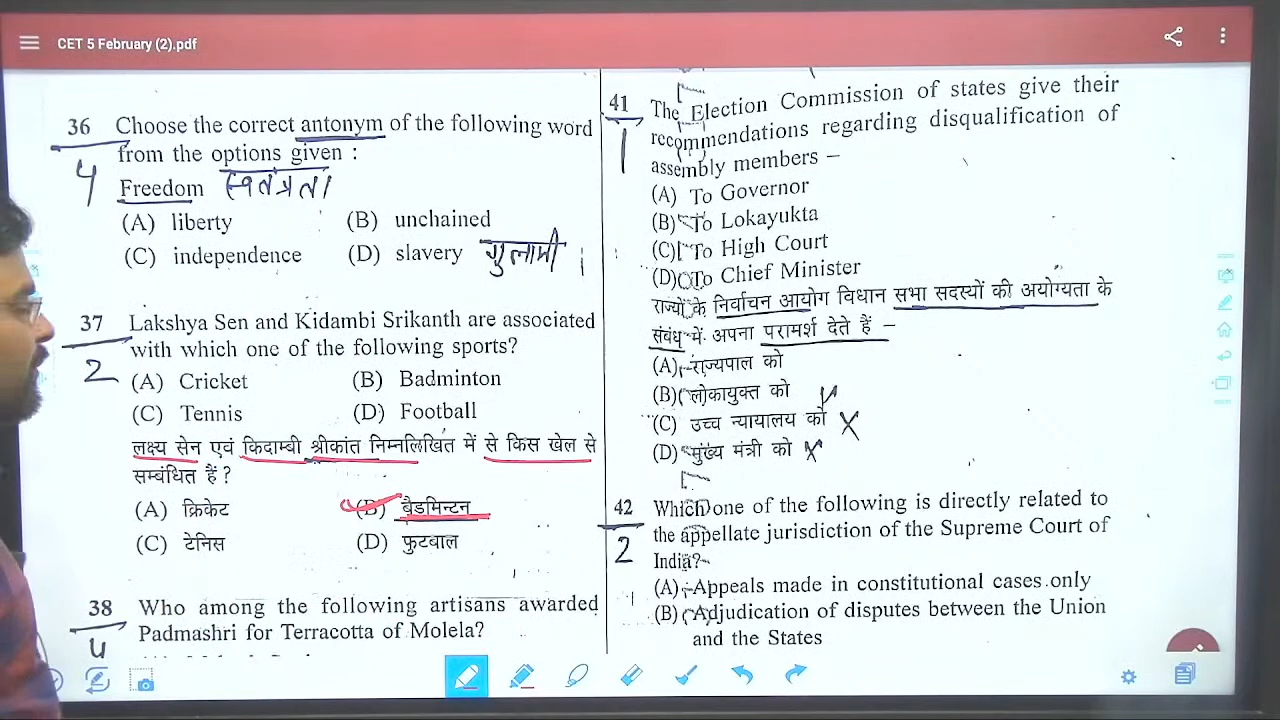 CET 5 February (2).pdf
36 Choose the correct antonym of the following word
from the options given :
4
Freedom स्वतंत्रता
(A) liberty (B) unchained
(C) independence (D) slavery गुलामी
37 Lakshya Sen and Kidambi Srikanth are associated
with which one of the following sports?
2
(A) Cricket (B) Badminton
(C) Tennis (D) Football
लक्ष्य सेन एवं किदाम्बी श्रीकांत निम्नलिखित में से किस खेल से
सम्बंधित हैं ?
(A) क्रिकेट (B) बैडमिन्टन
(C) टेनिस (D) फुटबाल
38 Who among the following artisans awarded
Padmashri for Terracotta of Molela?
4
41 The Election Commission of states give their
recommendations regarding disqualification of
1
assembly members –
(A) To Governor
(B) To Lokayukta
(C) To High Court
(D) To Chief Minister
राज्यों के निर्वाचन आयोग विधान सभा सदस्यों की अयोग्यता के
संबंध में अपना परामर्श देते हैं –
(A) राज्यपाल को
(B) लोकायुक्त को
(C) उच्च न्यायालय को
(D) मुख्य मंत्री को
42 Which one of the following is directly related to
the appellate jurisdiction of the Supreme Court of
2
India?
(A) Appeals made in constitutional cases only
(B) Adjudication of disputes between the Union
and the States